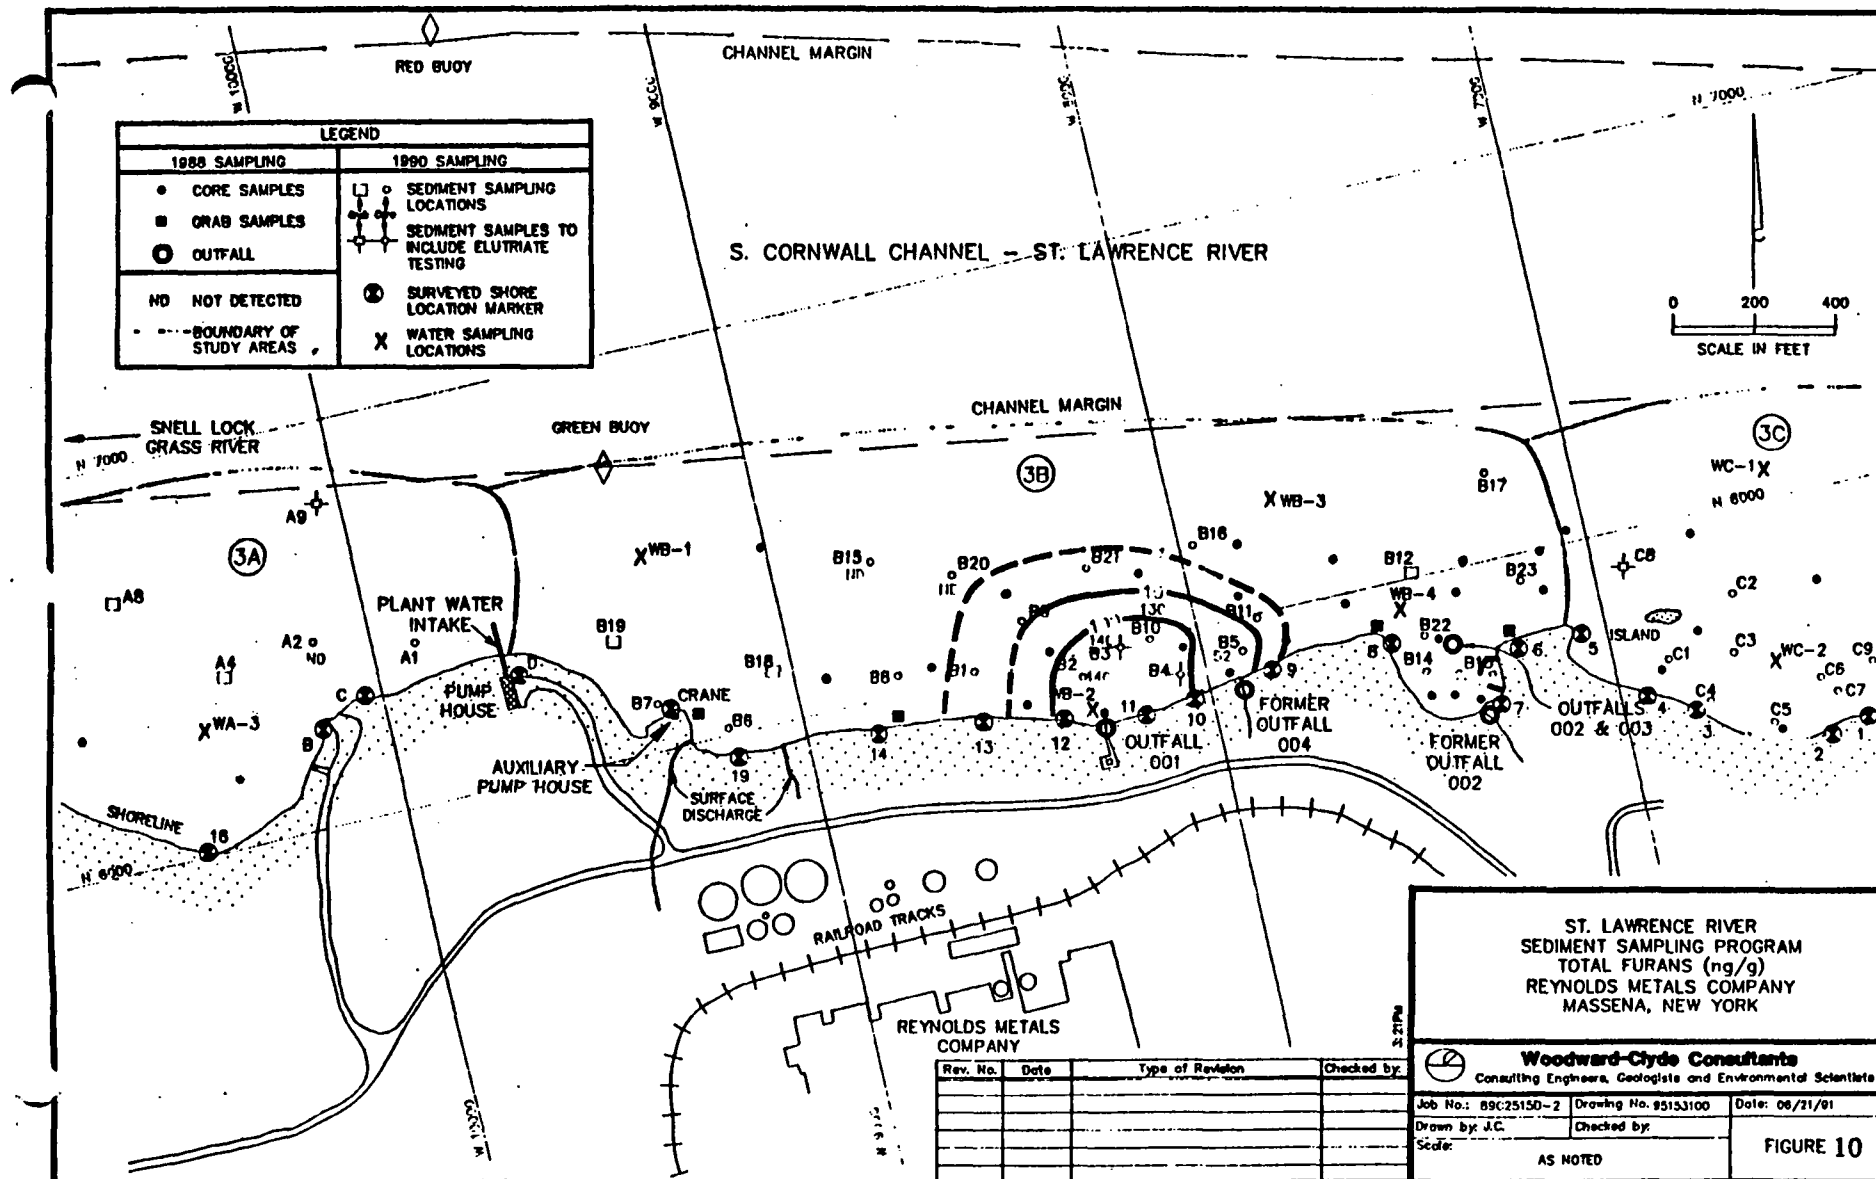 RED BUOY
CHANNEL MARGIN
N 7000
LEGEND
1988 SAMPLING
1990 SAMPLING
CORE SAMPLES
GRAB SAMPLES
OUTFALL
ND NOT DETECTED
BOUNDARY OF
STUDY AREAS
SEDIMENT SAMPLING
LOCATIONS
SEDIMENT SAMPLES TO
INCLUDE ELUTRIATE
TESTING
SURVEYED SHORE
LOCATION MARKER
WATER SAMPLING
LOCATIONS
S. CORNWALL CHANNEL - ST. LAWRENCE RIVER
0 200 400
SCALE IN FEET
SNELL LOCK
GRASS RIVER
N 7000
GREEN BUOY
CHANNEL MARGIN
3A
3B
3C
A9
WB-1
B15
B20
B21
B16
WB-3
B17
B12
B23
WC-1
N 6000
C8
C2
A8
PLANT WATER
INTAKE
A2
ND
A1
A4
B19
B18
B8
B1
B2
B3
B10
B11
B5
B4
WB-4
B22
B14
ISLAND
C1
C3
WC-2
C6
C9
C7
C4
C5
WA-3
C
B
D
PUMP
HOUSE
B7
CRANE
B6
AUXILIARY
PUMP HOUSE
SURFACE
DISCHARGE
19
14
13
12
11
10
9
8
7
6
5
4
3
2
1
OUTFALL
001
FORMER
OUTFALL
004
FORMER
OUTFALL
002
OUTFALLS
002 & 003
SHORELINE
16
N 6000
RAILROAD TRACKS
REYNOLDS METALS
COMPANY
3:21PM
Rev. No. Date Type of Revision Checked by:
ST. LAWRENCE RIVER
SEDIMENT SAMPLING PROGRAM
TOTAL FURANS (ng/g)
REYNOLDS METALS COMPANY
MASSENA, NEW YORK
Woodward-Clyde Consultants
Consulting Engineers, Geologists and Environmental Scientists
Job No.: 89C2515D-2 Drawing No. 95153100 Date: 06/21/91
Drawn by: J.C. Checked by:
Scale: AS NOTED
FIGURE 10